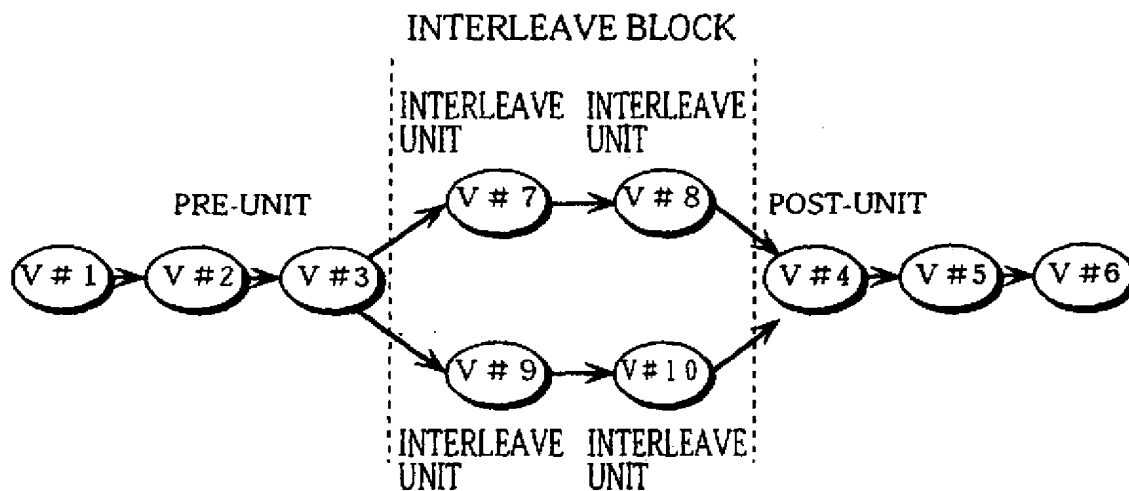 INTERLEAVE BLOCK
INTERLEAVE UNIT
INTERLEAVE UNIT
V # 7
V # 8
PRE-UNIT
POST-UNIT
V # 1
V #2
V #3
V #4
V #5
V #6
V # 9
V#10
INTERLEAVE UNIT
INTERLEAVE UNIT